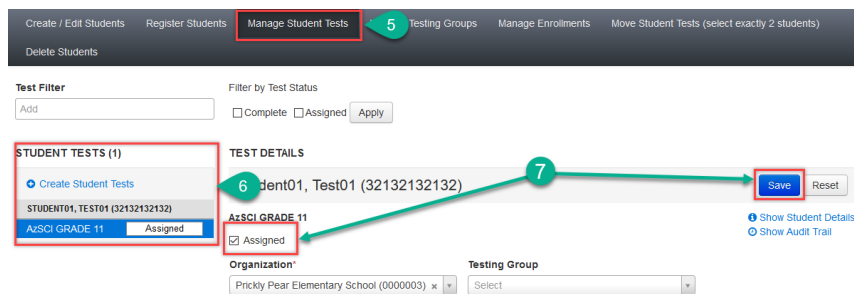 Create / Edit Students Register Students Manage Student Tests 5 Testing Groups Manage Enrollments Move Student Tests (select exactly 2 students)
Delete Students
Test Filter Filter by Test Status
Add Complete Assigned Apply
STUDENT TESTS (1) TEST DETAILS
Create Student Tests 6 dent01, Test01 (32132132132) 7 Save Reset
STUDENT01, TEST01 (32132132132)
AzSCI GRADE 11 Show Student Details
AzSCI GRADE 11 Assigned Assigned Show Audit Trail
Organization* Testing Group
Prickly Pear Elementary School (0000003) × Select